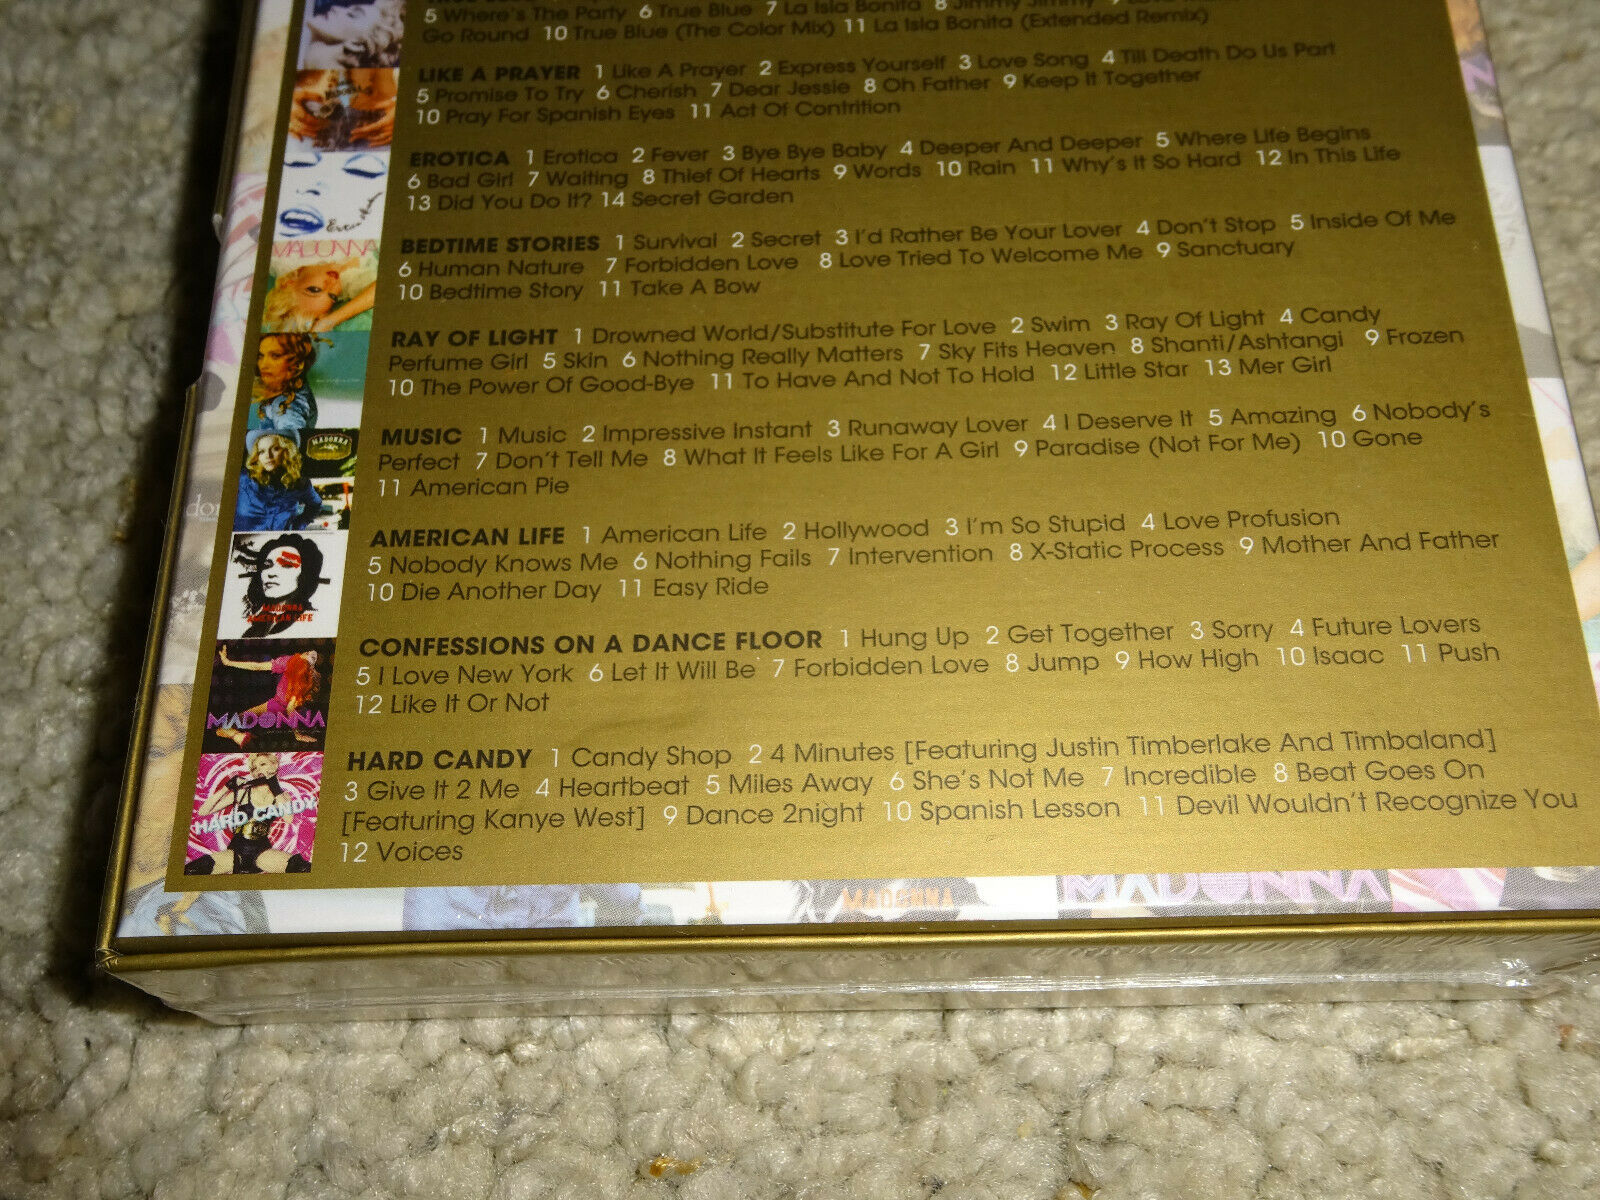 5 Where's The Party 6 True Blue 7 La Isla Bonita 8 Jimmy Jimmy 9
Go Round 10 True Blue (The Color Mix) 11 La Isla Bonita (Extended Remix)
LIKE A PRAYER 1 Like A Prayer 2 Express Yourself 3 Love Song 4 Till Death Do Us Part
5 Promise To Try 6 Cherish 7 Dear Jessie 8 Oh Father 9 Keep It Together
10 Pray For Spanish Eyes 11 Act Of Contrition
EROTICA 1 Erotica 2 Fever 3 Bye Bye Baby 4 Deeper And Deeper 5 Where Life Begins
6 Bad Girl 7 Waiting 8 Thief Of Hearts 9 Words 10 Rain 11 Why's It So Hard 12 In This Life
13 Did You Do It? 14 Secret Garden
MADONNA
BEDTIME STORIES 1 Survival 2 Secret 3 I'd Rather Be Your Lover 4 Don't Stop 5 Inside Of Me
6 Human Nature 7 Forbidden Love 8 Love Tried To Welcome Me 9 Sanctuary
10 Bedtime Story 11 Take A Bow
RAY OF LIGHT 1 Drowned World/Substitute For Love 2 Swim 3 Ray Of Light 4 Candy
Perfume Girl 5 Skin 6 Nothing Really Matters 7 Sky Fits Heaven 8 Shanti/Ashtangi 9 Frozen
10 The Power Of Good-Bye 11 To Have And Not To Hold 12 Little Star 13 Mer Girl
MADONNA
MUSIC 1 Music 2 Impressive Instant 3 Runaway Lover 4 I Deserve It 5 Amazing 6 Nobody's
Perfect 7 Don't Tell Me 8 What It Feels Like For A Girl 9 Paradise (Not For Me) 10 Gone
11 American Pie
AMERICAN LIFE 1 American Life 2 Hollywood 3 I'm So Stupid 4 Love Profusion
5 Nobody Knows Me 6 Nothing Fails 7 Intervention 8 X-Static Process 9 Mother And Father
10 Die Another Day 11 Easy Ride
MADONNA
AMERICAN LIFE
CONFESSIONS ON A DANCE FLOOR 1 Hung Up 2 Get Together 3 Sorry 4 Future Lovers
5 I Love New York 6 Let It Will Be 7 Forbidden Love 8 Jump 9 How High 10 Isaac 11 Push
12 Like It Or Not
MADONNA
HARD CANDY 1 Candy Shop 2 4 Minutes [Featuring Justin Timberlake And Timbaland]
3 Give It 2 Me 4 Heartbeat 5 Miles Away 6 She's Not Me 7 Incredible 8 Beat Goes On
[Featuring Kanye West] 9 Dance 2night 10 Spanish Lesson 11 Devil Wouldn't Recognize You
12 Voices
HARD CANDY
MADONNA
MADONNA